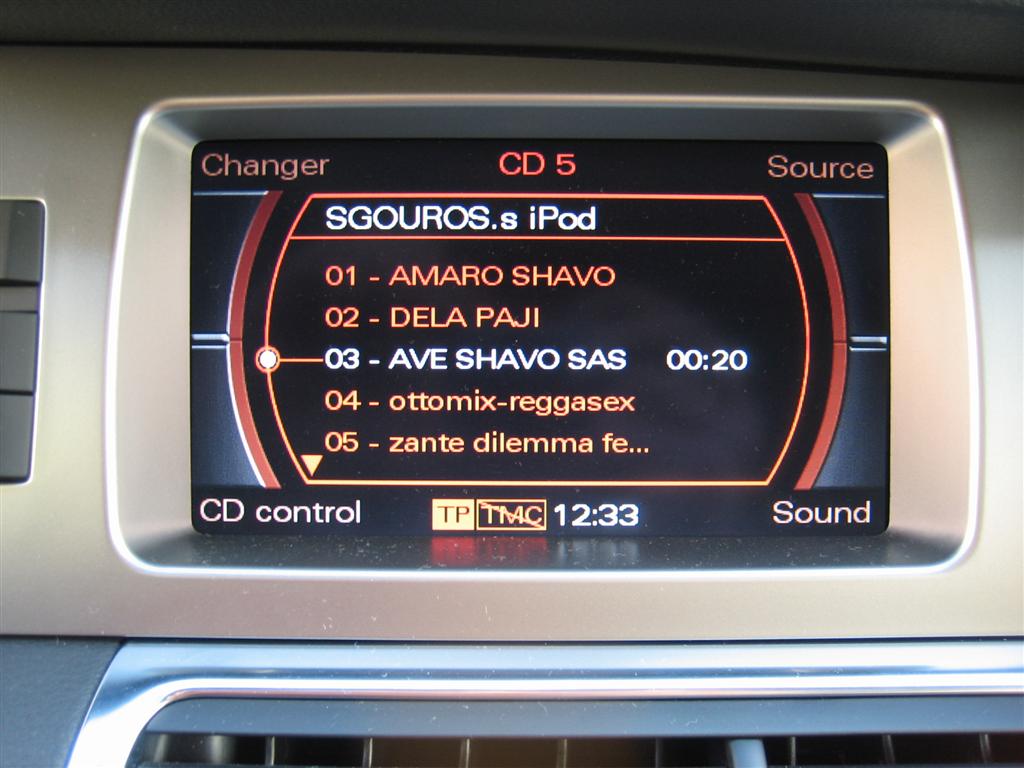 Changer CD 5 Source
SGOUROS.s iPod
01 - AMARO SHAVO
02 - DELA PAJI
03 - AVE SHAVO SAS 00:20
04 - ottomix-reggasex
05 - zante dilemma fe...
CD control TP TMC 12:33 Sound